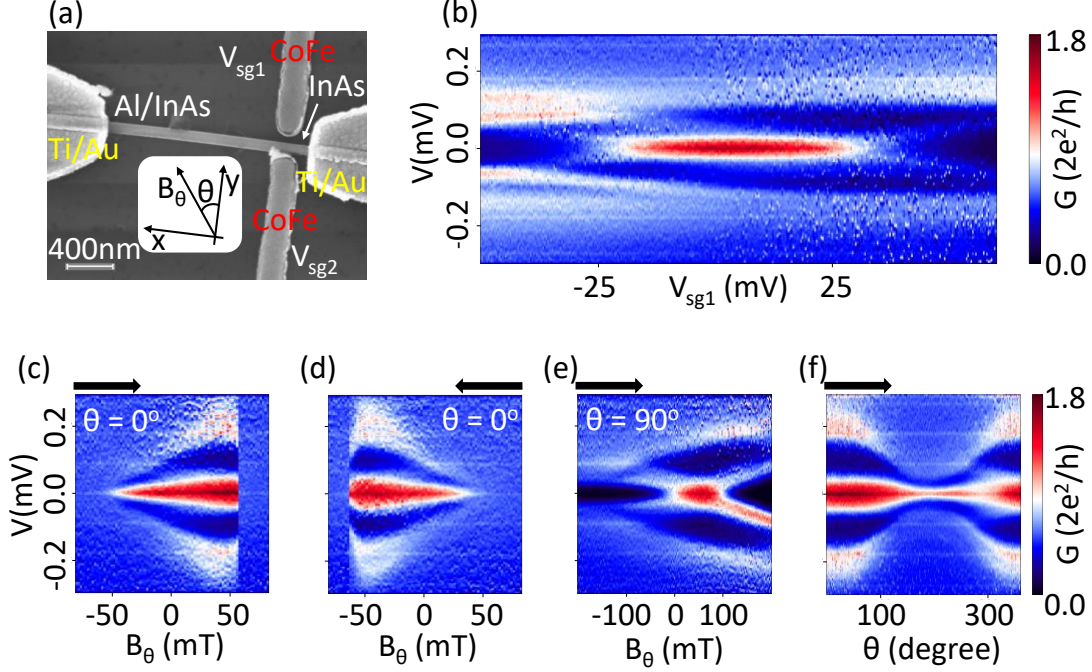 (a)
V_sg1
CoFe
InAs
Al/InAs
Ti/Au
B_θ
θ
y
x
Ti/Au
CoFe
V_sg2
400nm
(b)
V(mV)
0.2
0.0
-0.2
-25
V_sg1 (mV)
25
1.8
G (2e²/h)
0.0
(c)
θ = 0°
V(mV)
0.2
0.0
-0.2
-50
0
50
B_θ (mT)
(d)
θ = 0°
-50
0
50
B_θ (mT)
(e)
θ = 90°
-100
0
100
B_θ (mT)
(f)
100
300
θ (degree)
1.8
G (2e²/h)
0.0